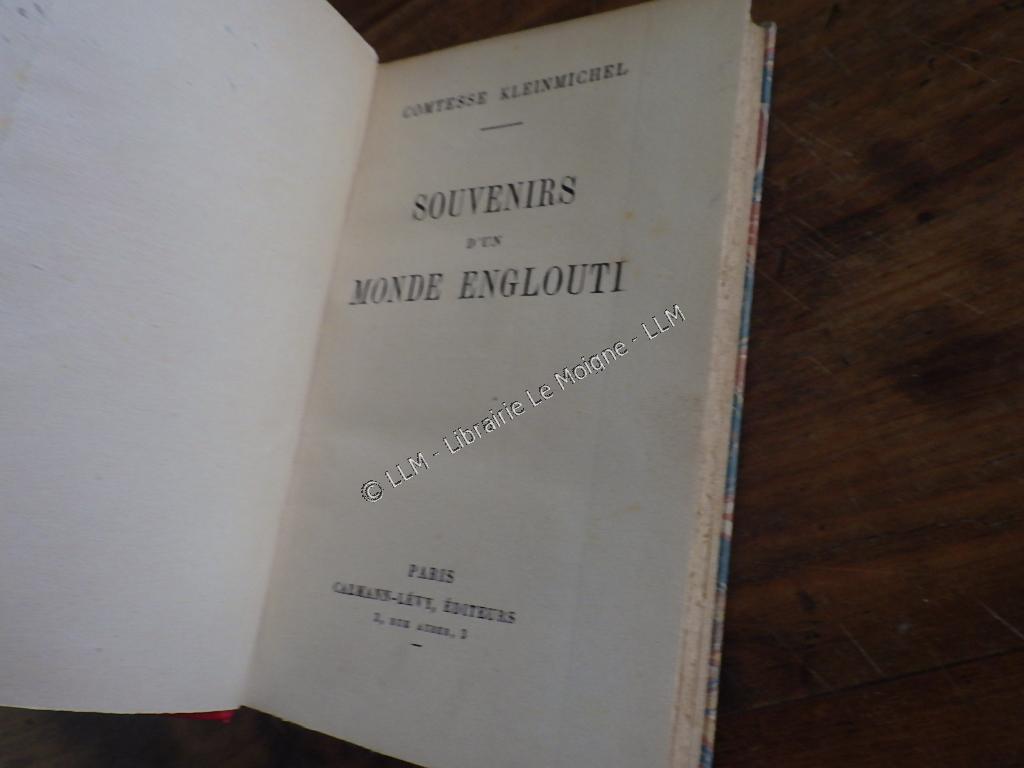 COMTESSE KLEINMICHEL
SOUVENIRS
D'UN
MONDE ENGLOUTI
© LLM - Librairie Le Moigne - LLM
PARIS
CALMANN-LÉVY, ÉDITEURS
3, RUE AUBER, 3